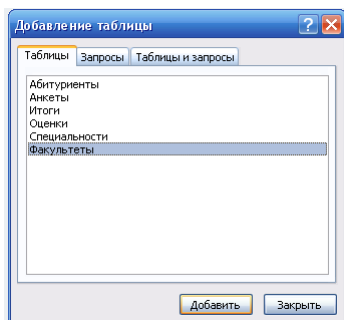 Добавление таблицы
Таблицы Запросы Таблицы и запросы
Абитуриенты
Анкеты
Итоги
Оценки
Специальности
Факультеты
Добавить Закрыть